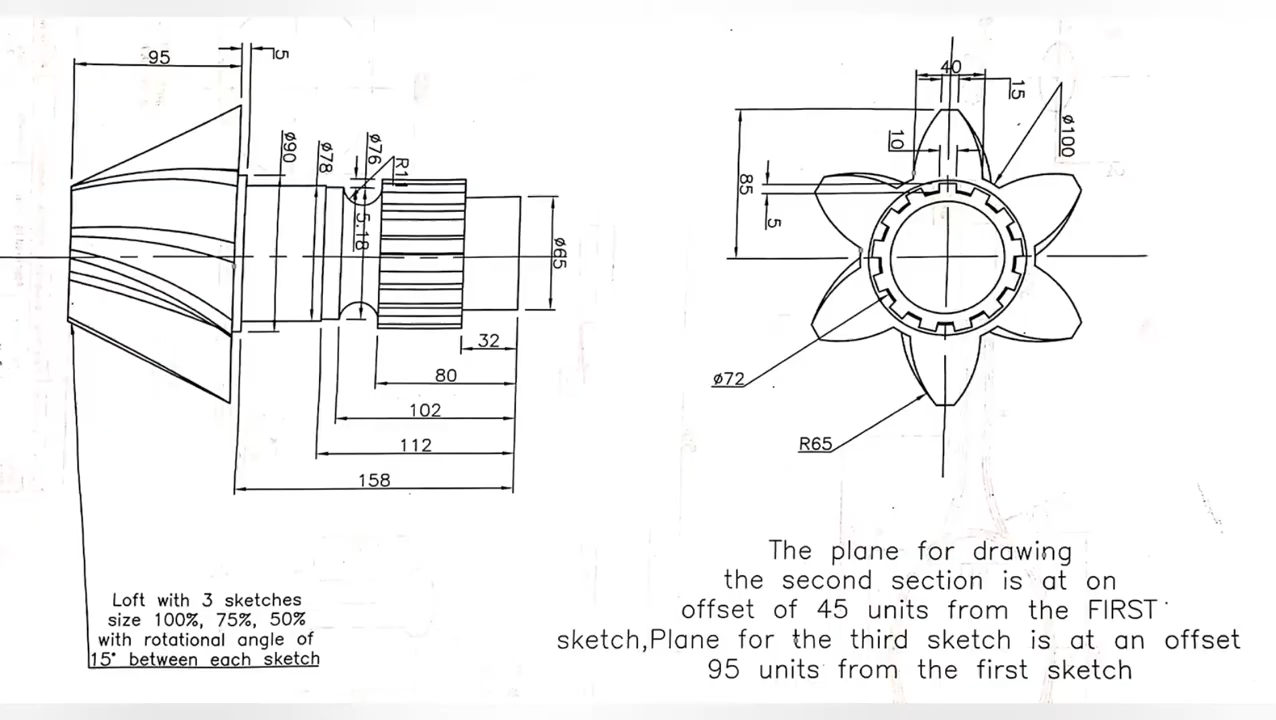 95
5
ø90
ø78
ø76
R1
5.18
ø65
32
80
102
112
158
Loft with 3 sketches
size 100%, 75%, 50%
with rotational angle of
15° between each sketch
40
15
ø100
10
85
5
ø72
R65
The plane for drawing
the second section is at on
offset of 45 units from the FIRST
sketch,Plane for the third sketch is at an offset
95 units from the first sketch